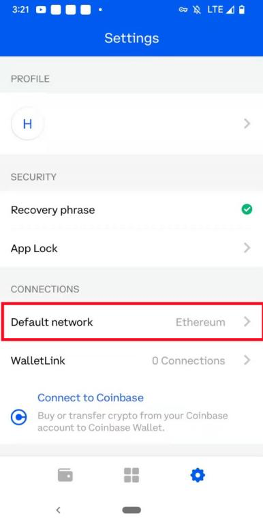 3:21
LTE
Settings
PROFILE
H
SECURITY
Recovery phrase
App Lock
CONNECTIONS
Default network Ethereum
WalletLink 0 Connections
Connect to Coinbase
Buy or transfer crypto from your Coinbase
account to Coinbase Wallet.